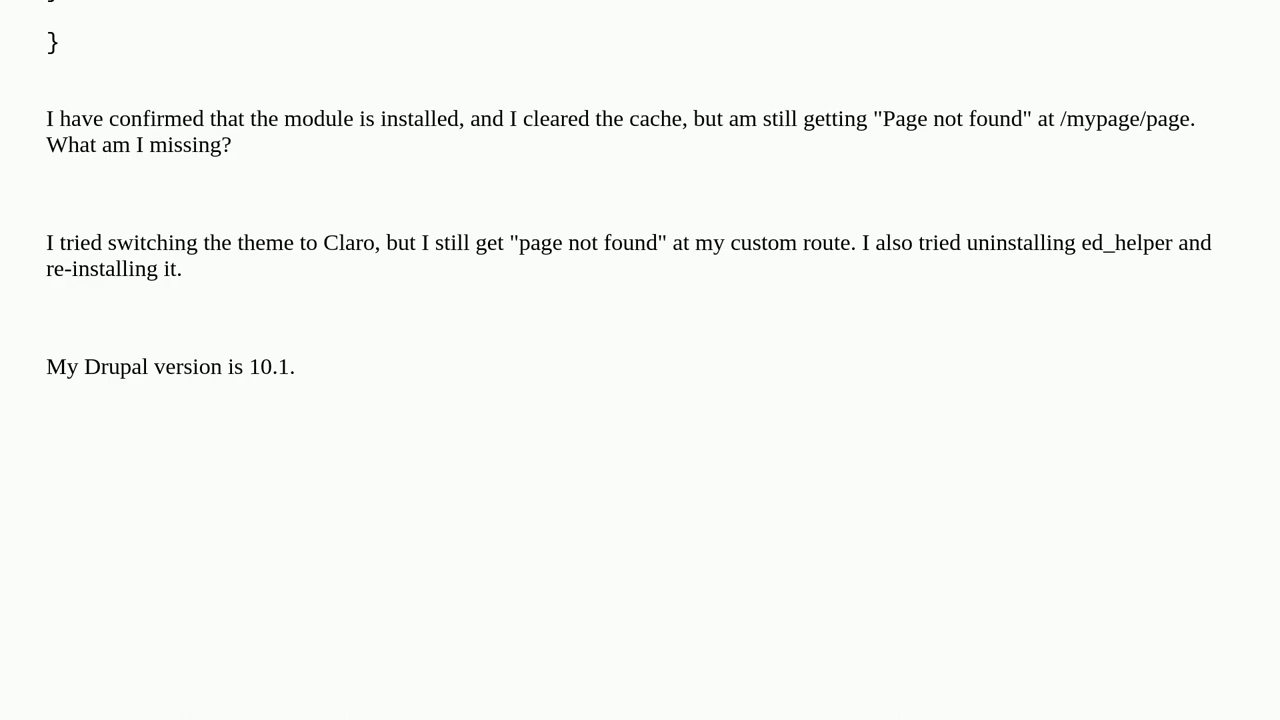 }
I have confirmed that the module is installed, and I cleared the cache, but am still getting "Page not found" at /mypage/page.
What am I missing?
I tried switching the theme to Claro, but I still get "page not found" at my custom route. I also tried uninstalling ed_helper and
re-installing it.
My Drupal version is 10.1.